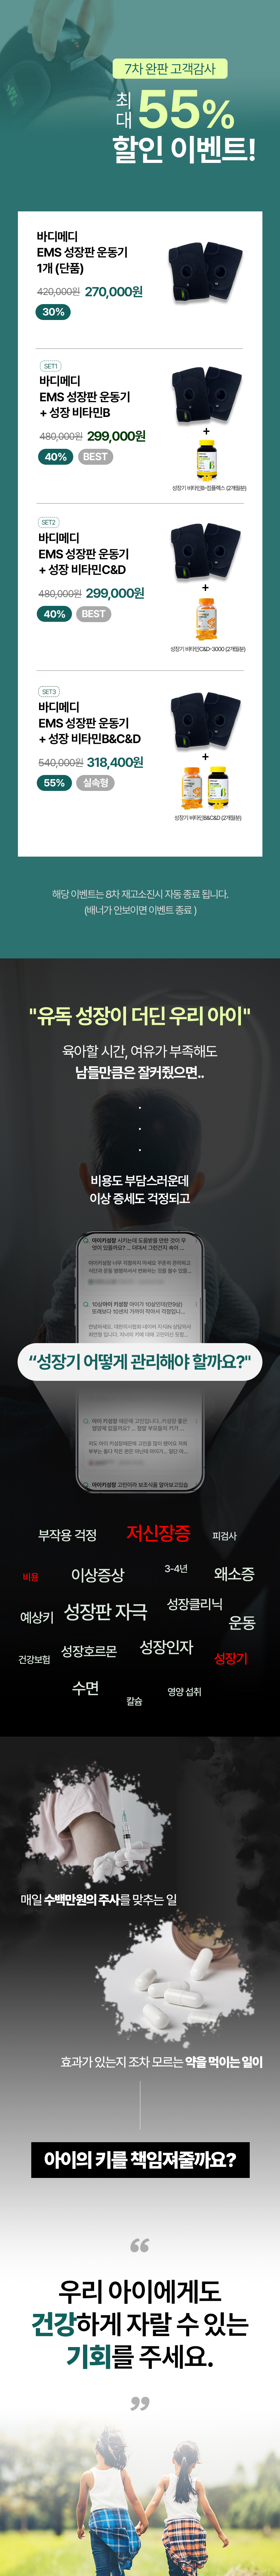 7차 완판 고객감사
최대 55%
할인 이벤트!
바디메디
EMS 성장판 운동기
1개 (단품)
420,000원 270,000원
30%
SET1
바디메디
EMS 성장판 운동기
+ 성장 비타민B
480,000원 299,000원
40% BEST
+
성장기 비타민B-컴플렉스 (2개월분)
SET2
바디메디
EMS 성장판 운동기
+ 성장 비타민C&D
480,000원 299,000원
40% BEST
+
성장기 비타민C&D-3000 (2개월분)
SET3
바디메디
EMS 성장판 운동기
+ 성장 비타민B&C&D
540,000원 318,400원
55% 실속형
+
성장기 비타민B&C&D (2개월분)
해당 이벤트는 8차 재고소진시 자동 종료 됩니다.
(배너가 안보이면 이벤트 종료 )
"유독 성장이 더딘 우리 아이"
육아할 시간, 여유가 부족해도
남들만큼은 잘커줬으면..
비용도 부담스러운데
이상 증세도 걱정되고
“성장기 어떻게 관리해야 할까요?"
부작용 걱정 저신장증 피검사
비용 이상증상 3-4년 왜소증
예상키 성장판 자극 성장클리닉 운동
건강보험 성장호르몬 성장인자 성장기
수면 칼슘 영양 섭취
매일 수백만원의 주사를 맞추는 일
효과가 있는지 조차 모르는 약을 먹이는 일이
아이의 키를 책임져줄까요?
“
우리 아이에게도
건강하게 자랄 수 있는
기회를 주세요.
”